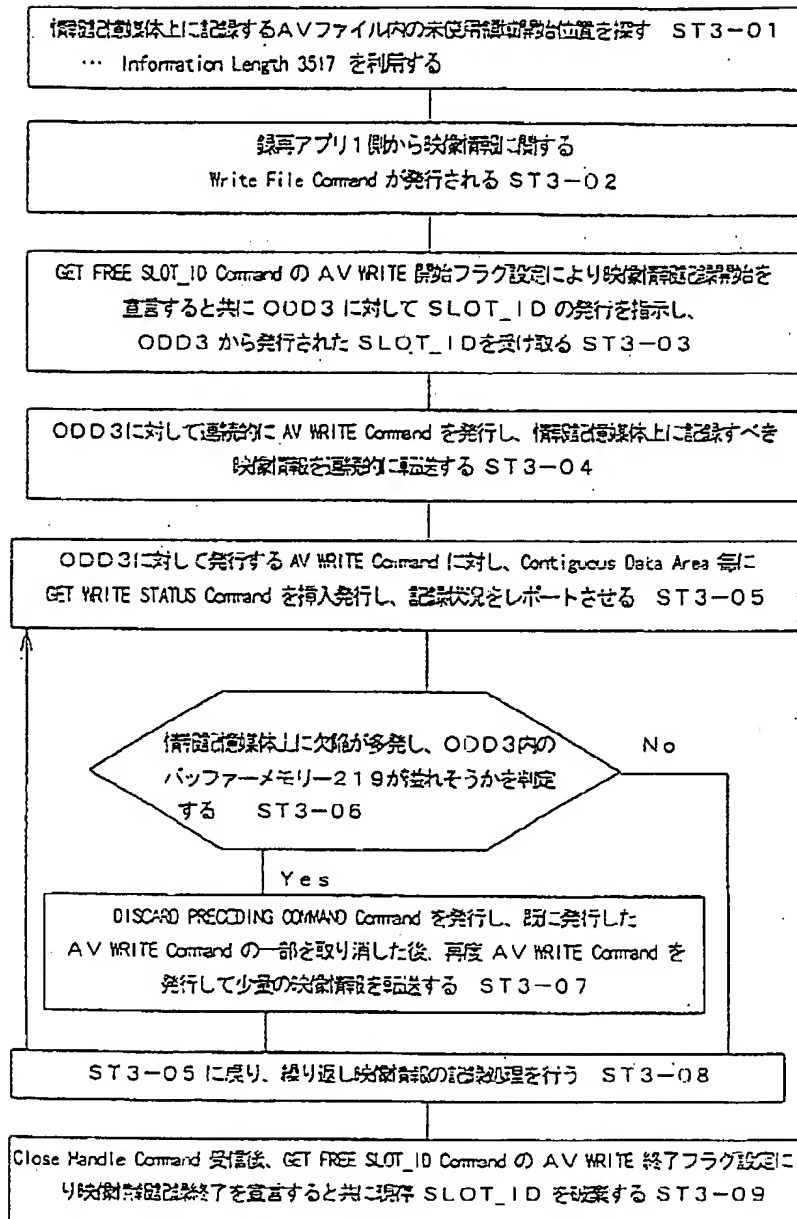 情報記憶媒体上に記録するAVファイル内の未使用領域開始位置を探す ST3-01
… Information Length 3517 を利用する
録再アプリ1側から映像情報に関する
Write File Command が発行される ST3-02
GET FREE SLOT_ID Command の AV WRITE 開始フラグ設定により映像情報記録開始を
宣言すると共に ODD3 に対して SLOT_ID の発行を指示し、
ODD3 から発行された SLOT_IDを受け取る ST3-03
ODD3に対して連続的に AV WRITE Command を発行し、情報記憶媒体上に記録すべき
映像情報を連続的に転送する ST3-04
ODD3に対して発行する AV WRITE Command に対し、Contiguous Data Area 毎に
GET WRITE STATUS Command を挿入発行し、記録状況をレポートさせる ST3-05
情報記憶媒体上に欠陥が多発し、ODD3内の
バッファーメモリー219が溢れそうかを判定
する ST3-06
No
Yes
DISCARD PRECEDING COMMAND Command を発行し、既に発行した
AV WRITE Command の一部を取り消した後、再度 AV WRITE Command を
発行して少量の映像情報を転送する ST3-07
ST3-05 に戻り、繰り返し映像情報の記録処理を行う ST3-08
Close Handle Command 受信後、GET FREE SLOT_ID Command の AV WRITE 終了フラグ設定に
り映像情報記録終了を宣言すると共に現存 SLOT_ID を破棄する ST3-09